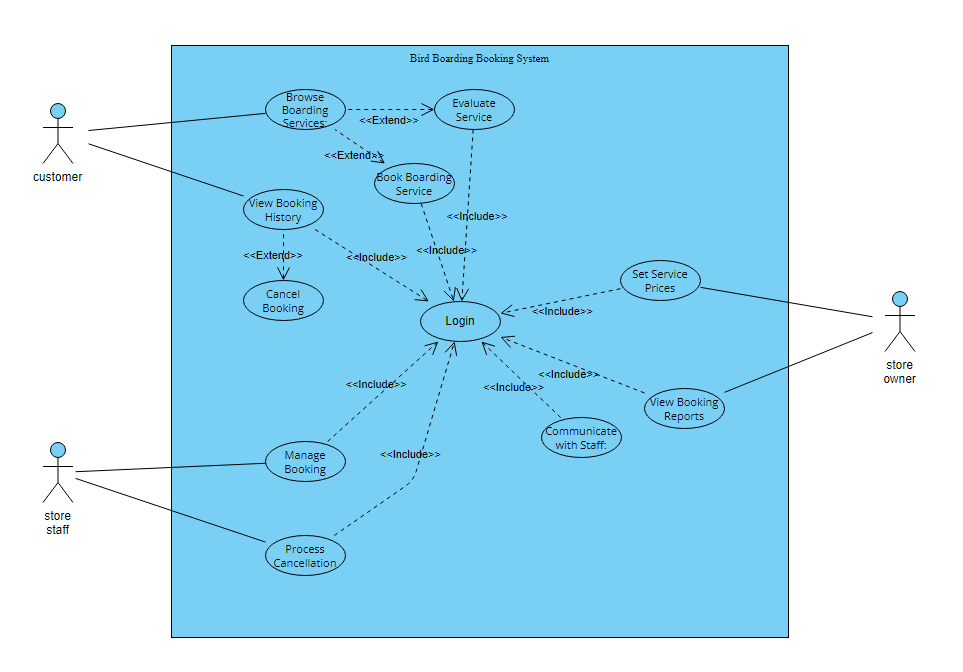 Bird Boarding Booking System
Browse
Boarding
Services:
<<Extend>>
Evaluate
Service
<<Extend>>
Book Boarding
Service
customer
View Booking
History
<<Include>>
<<Include>>
<<Extend>>
<<Include>>
Cancel
Booking
Set Service
Prices
<<Include>>
Login
store
owner
<<Include>>
<<Include>>
<<Include>>
View Booking
Reports
Communicate
with Staff:
Manage
Booking
<<Include>>
store
staff
Process
Cancellation